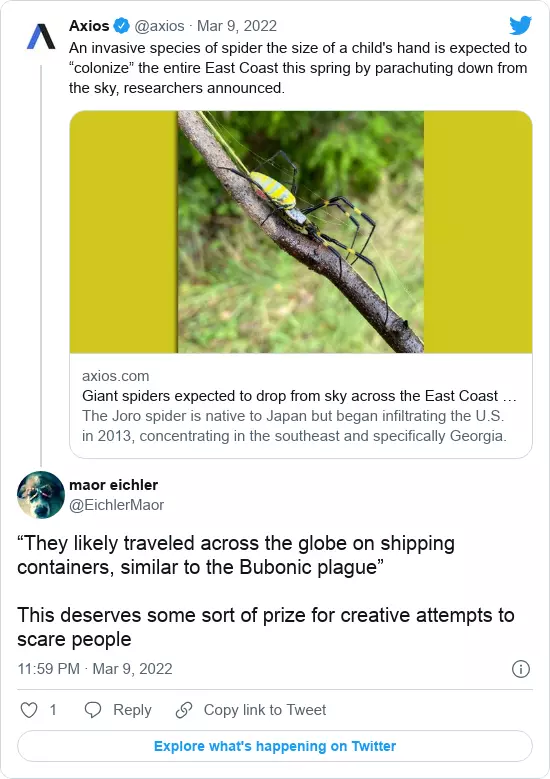 Axios @axios · Mar 9, 2022
An invasive species of spider the size of a child's hand is expected to
“colonize” the entire East Coast this spring by parachuting down from
the sky, researchers announced.
axios.com
Giant spiders expected to drop from sky across the East Coast …
The Joro spider is native to Japan but began infiltrating the U.S.
in 2013, concentrating in the southeast and specifically Georgia.
maor eichler
@EichlerMaor
“They likely traveled across the globe on shipping
containers, similar to the Bubonic plague”
This deserves some sort of prize for creative attempts to
scare people
11:59 PM · Mar 9, 2022
1 Reply Copy link to Tweet
Explore what's happening on Twitter